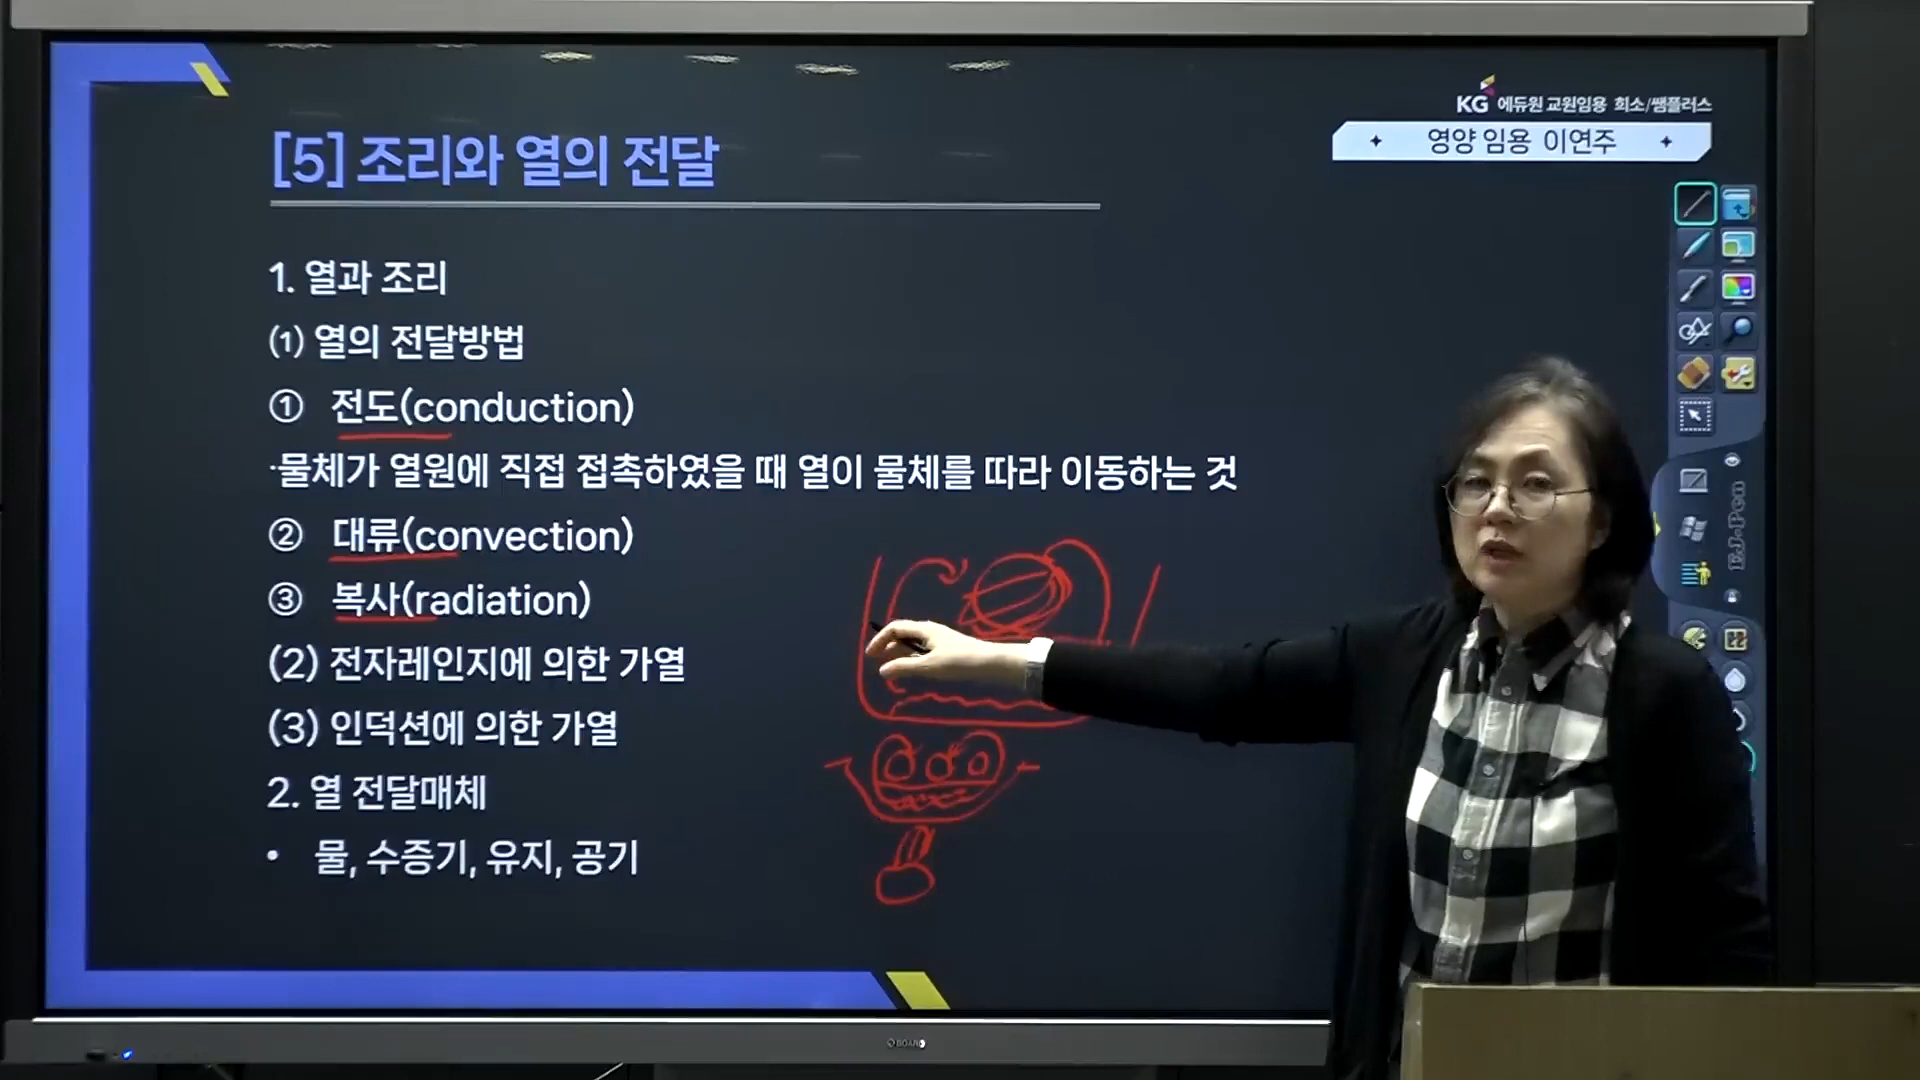 KG 에듀원 교원임용 희소/쌤플러스
영양 임용 이연주
[5] 조리와 열의 전달
1. 열과 조리
(1) 열의 전달방법
① 전도(conduction)
·물체가 열원에 직접 접촉하였을 때 열이 물체를 따라 이동하는 것
② 대류(convection)
③ 복사(radiation)
(2) 전자레인지에 의한 가열
(3) 인덕션에 의한 가열
2. 열 전달매체
• 물, 수증기, 유지, 공기